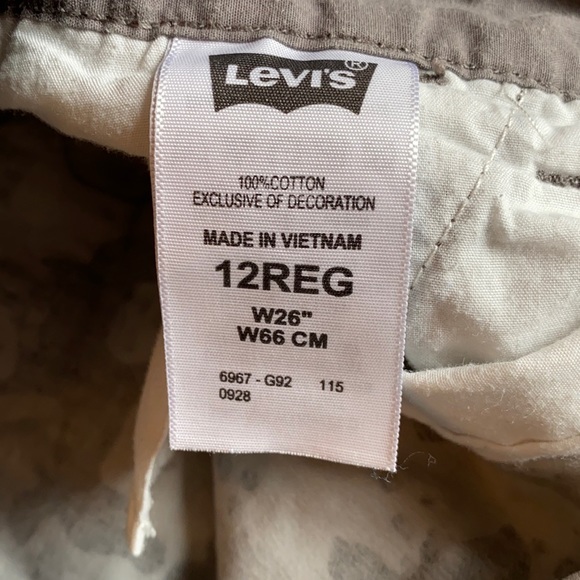 Levi's®
100%COTTON
EXCLUSIVE OF DECORATION
MADE IN VIETNAM
12REG
W26"
W66 CM
6967 - G92 115
0928